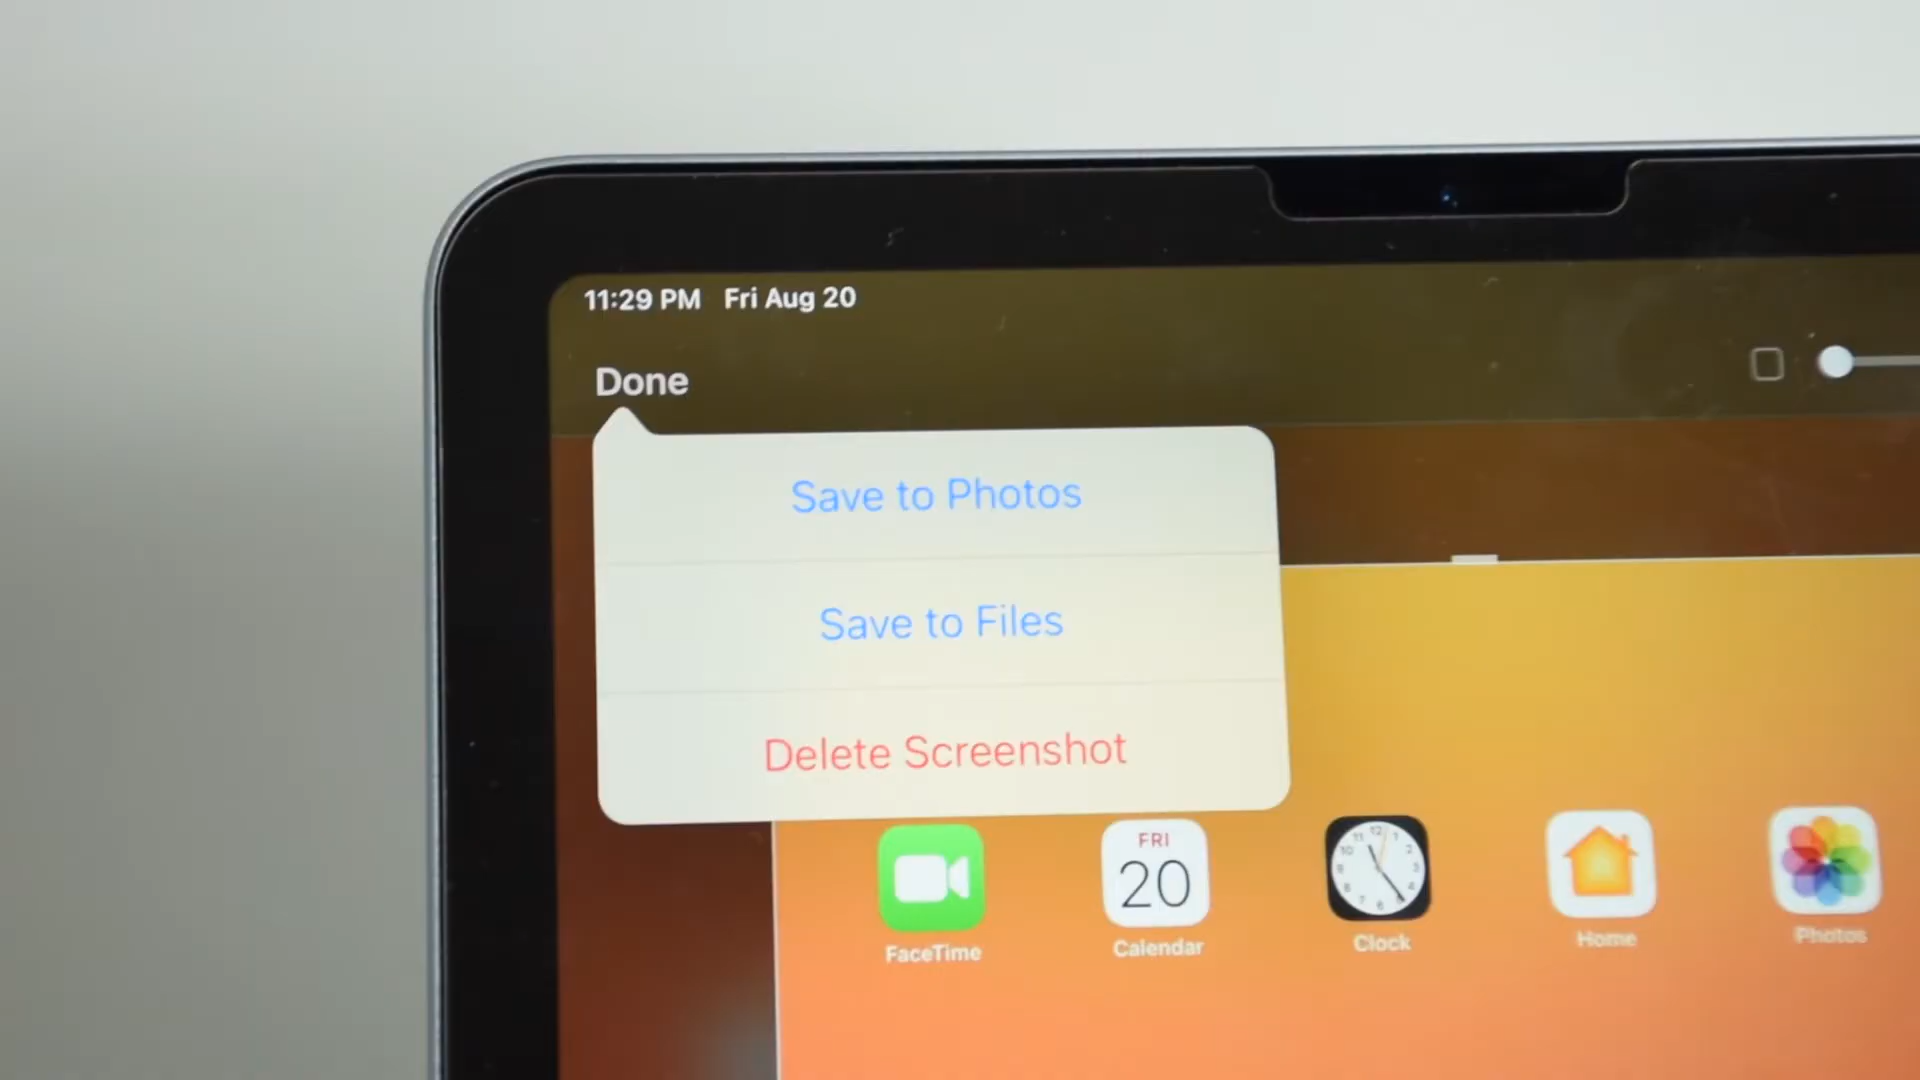 11:29 PM Fri Aug 20
Done
Save to Photos
Save to Files
Delete Screenshot
FRI
20
FaceTime
Calendar
Clock
Home
Photos